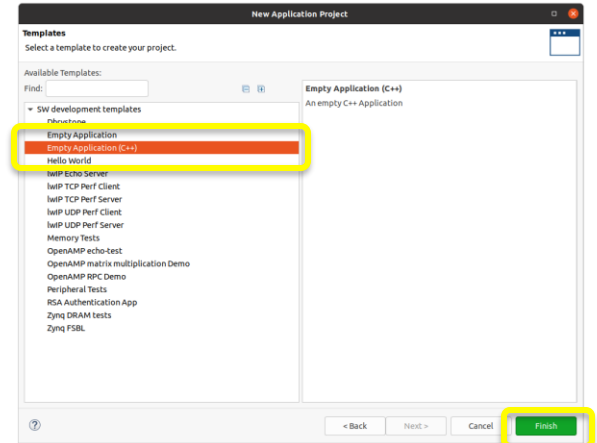 New Application Project
Templates
Select a template to create your project.
Available Templates:
Find:
SW development templates
Dhrystone
Empty Application
Empty Application (C++)
Hello World
lwIP Echo Server
lwIP TCP Perf Client
lwIP TCP Perf Server
lwIP UDP Perf Client
lwIP UDP Perf Server
Memory Tests
OpenAMP echo-test
OpenAMP matrix multiplication Demo
OpenAMP RPC Demo
Peripheral Tests
RSA Authentication App
Zynq DRAM tests
Zynq FSBL
Empty Application (C++)
An empty C++ Application
?
< Back
Next >
Cancel
Finish